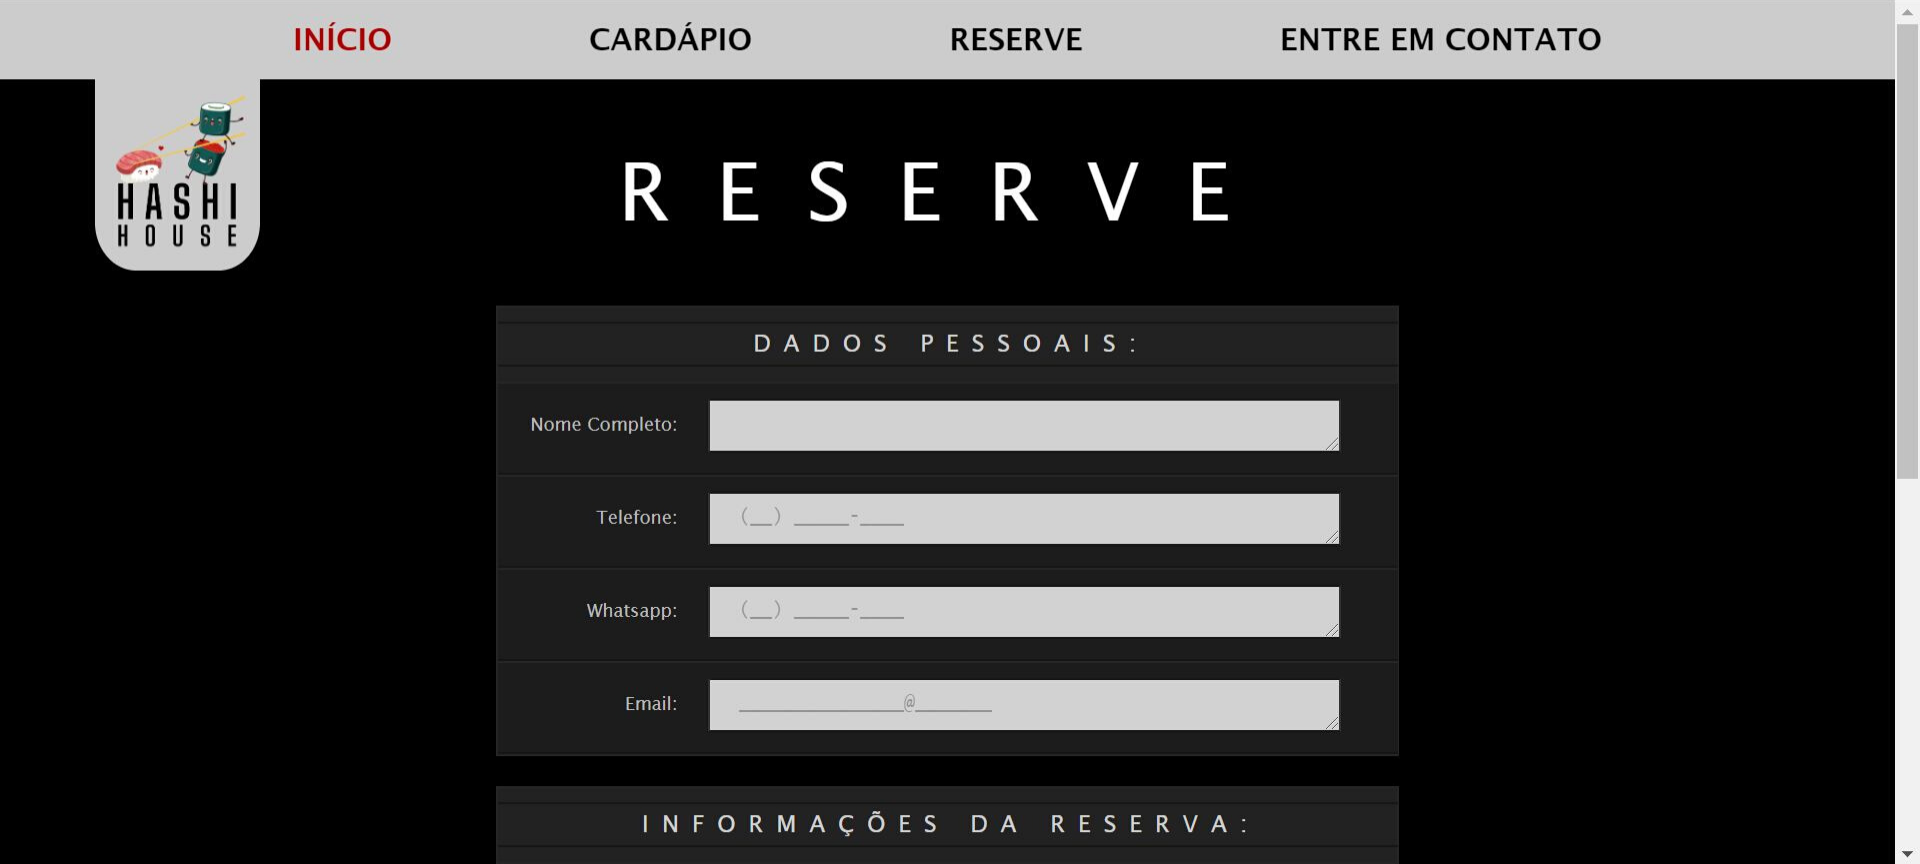 INÍCIO CARDÁPIO RESERVE ENTRE EM CONTATO
HASHI
HOUSE
RESERVE
DADOS PESSOAIS:
Nome Completo:
Telefone: (__) _____-____
Whatsapp: (__) _____-____
Email: _______________@_______
INFORMAÇÕES DA RESERVA: